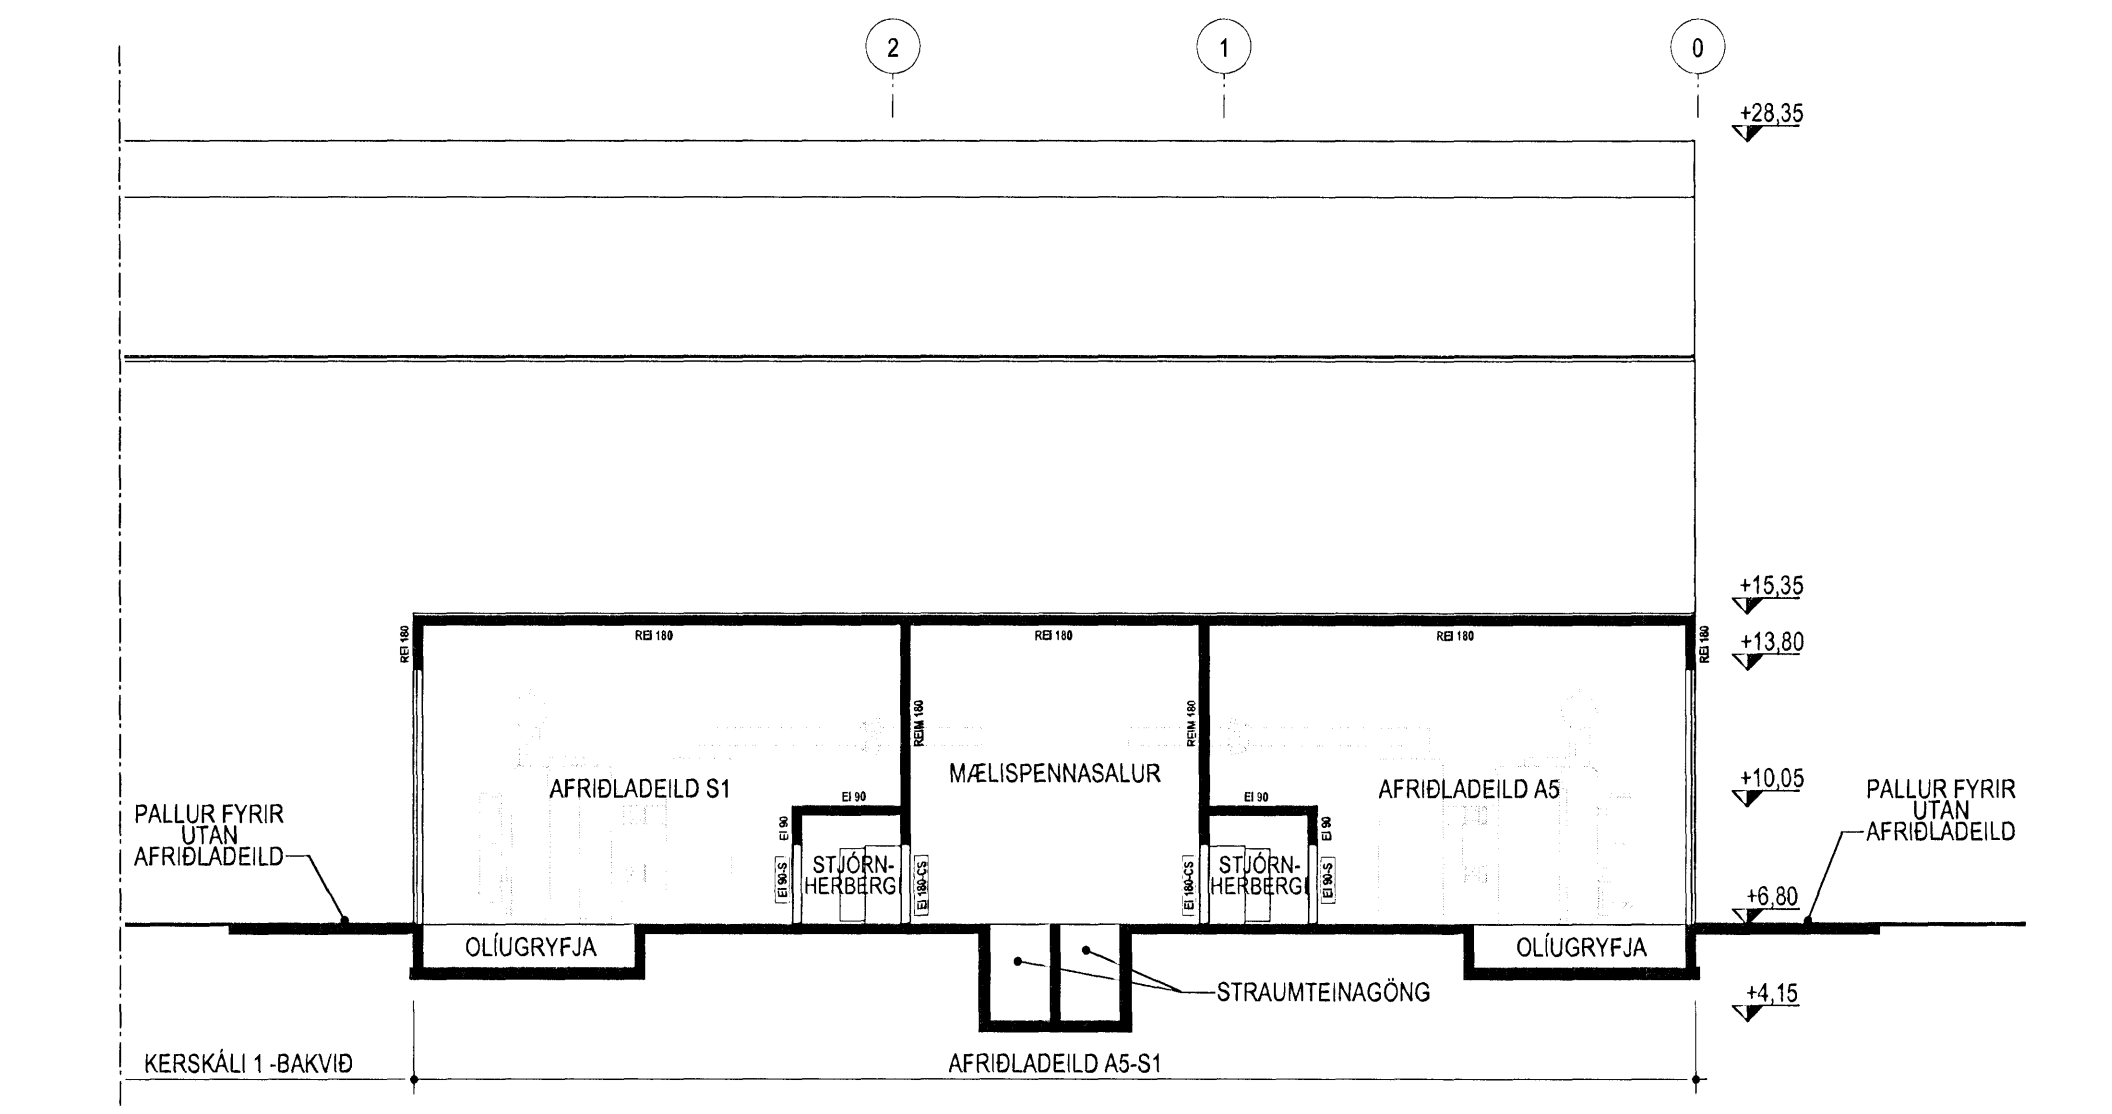 2
1
0
+28,35
+15,35
REI 180
REI 180
REI 180
REI 180
REI 180
+13,80
REIM 180
REIM 180
MÆLISPENNASALUR
AFRIÐLADEILD S1
AFRIÐLADEILD A5
+10,05
EI 90
EI 90
PALLUR FYRIR
UTAN
AFRIÐLADEILD
PALLUR FYRIR
UTAN
AFRIÐLADEILD
EI 90
EI 90
EI 90-S
STJÓRN-
HERBERGI
EI 180-CS
EI 180-CS
STJÓRN-
HERBERGI
EI 90-S
+6,80
OLÍUGRYFJA
OLÍUGRYFJA
STRAUMTEINAGÖNG
+4,15
KERSKÁLI 1 -BAKVIÐ
AFRIÐLADEILD A5-S1